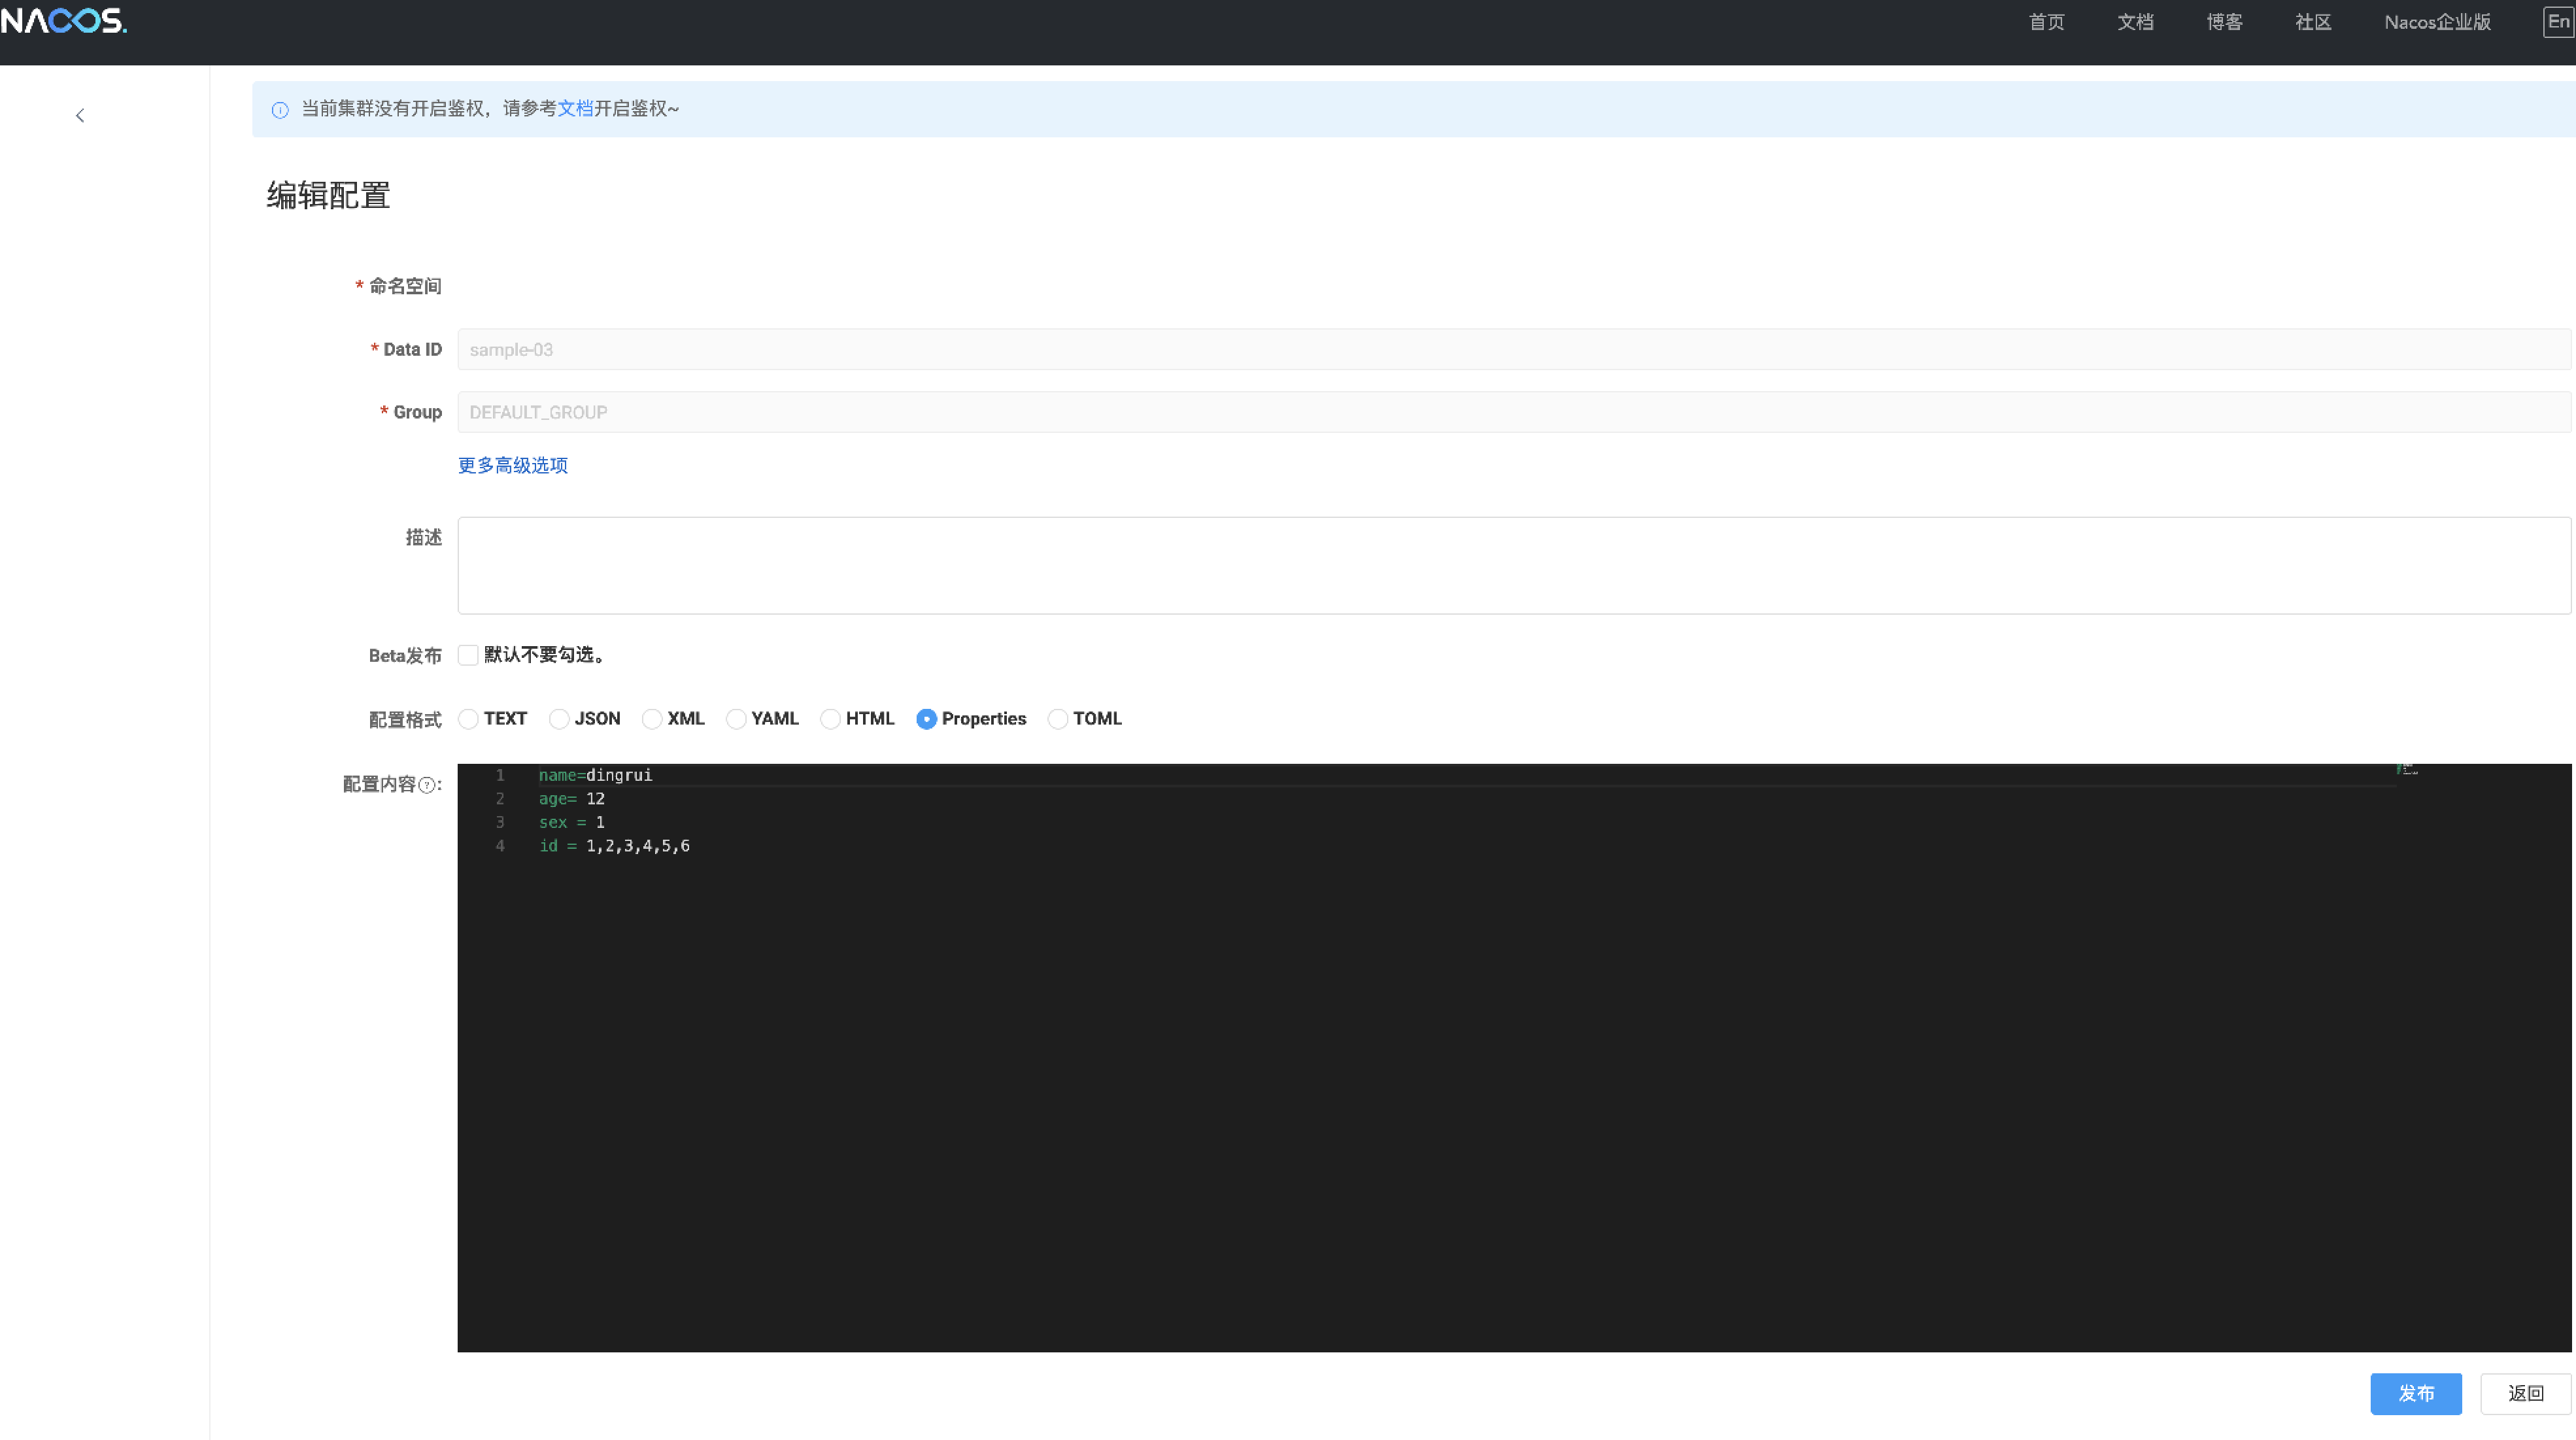 NACOS.
首页 文档 博客 社区 Nacos企业版 En
当前集群没有开启鉴权，请参考文档开启鉴权~
编辑配置
* 命名空间
* Data ID sample-03
* Group DEFAULT_GROUP
更多高级选项
描述
Beta发布 默认不要勾选。
配置格式 TEXT JSON XML YAML HTML Properties TOML
配置内容?:
1 name=dingrui
2 age= 12
3 sex = 1
4 id = 1,2,3,4,5,6
发布 返回